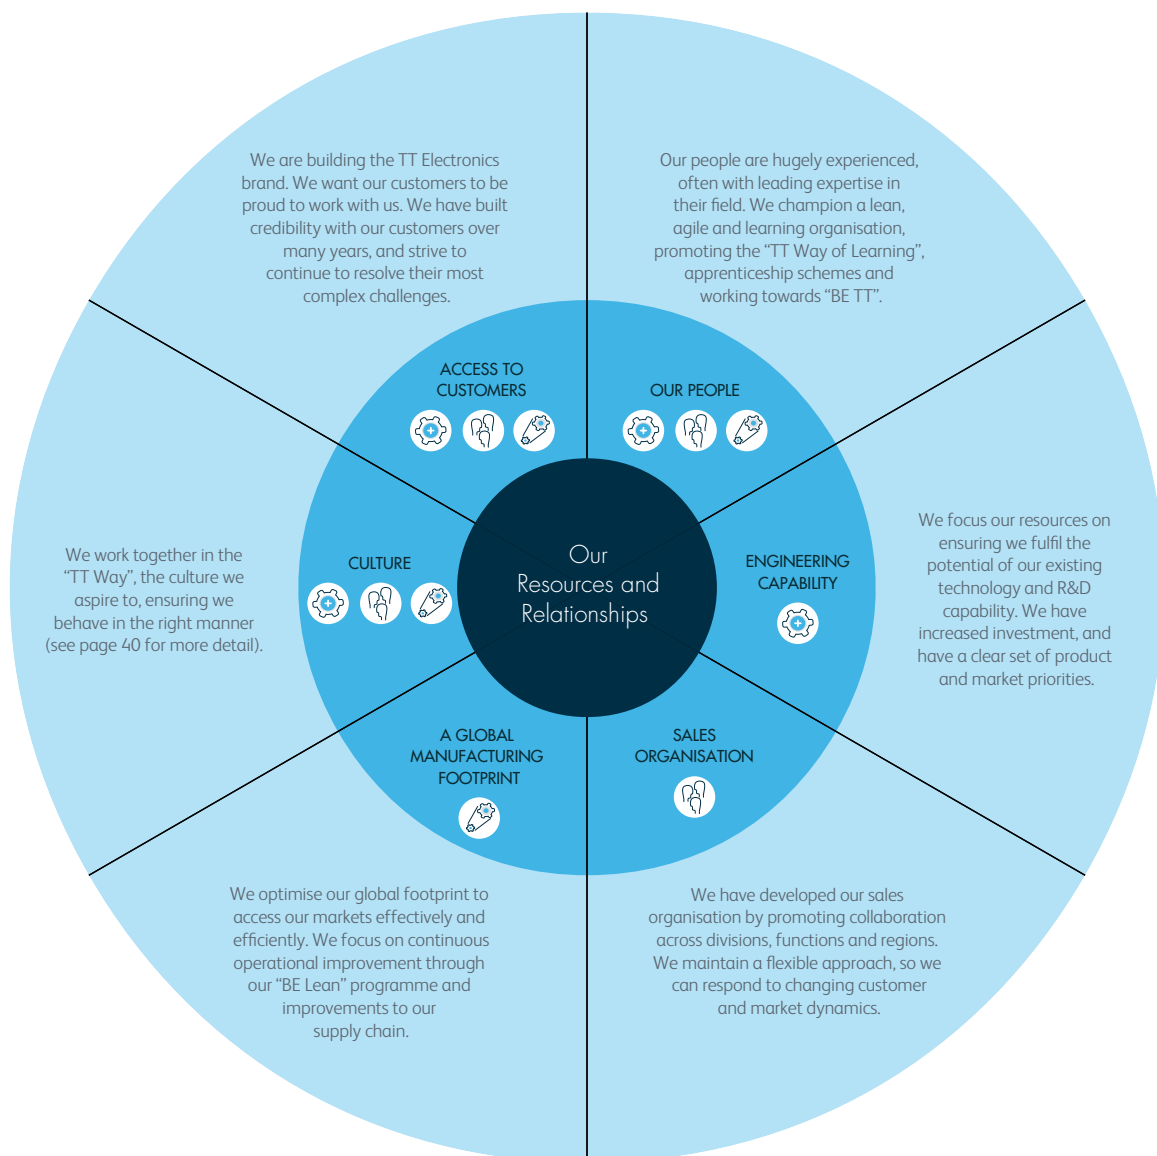 We are building the TT Electronics
brand. We want our customers to be
proud to work with us. We have built
credibility with our customers over
many years, and strive to
continue to resolve their most
complex challenges.
Our people are hugely experienced,
often with leading expertise in
their field. We champion a lean,
agile and learning organisation,
promoting the “TT Way of Learning”,
apprenticeship schemes and
working towards “BE TT”.
ACCESS TO
CUSTOMERS
OUR PEOPLE
We work together in the
“TT Way”, the culture we
aspire to, ensuring we
behave in the right manner
(see page 40 for more detail).
CULTURE
Our
Resources and
Relationships
ENGINEERING
CAPABILITY
We focus our resources on
ensuring we fulfil the
potential of our existing
technology and R&D
capability. We have
increased investment, and
have a clear set of product
and market priorities.
A GLOBAL
MANUFACTURING
FOOTPRINT
SALES
ORGANISATION
We optimise our global footprint to
access our markets effectively and
efficiently. We focus on continuous
operational improvement through
our “BE Lean” programme and
improvements to our
supply chain.
We have developed our sales
organisation by promoting collaboration
across divisions, functions and regions.
We maintain a flexible approach, so we
can respond to changing customer
and market dynamics.